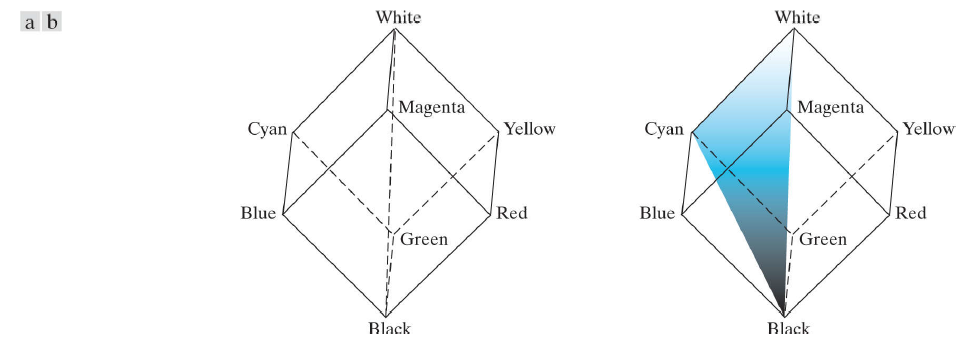 a b
White
Magenta
Cyan
Yellow
Blue
Red
Green
Black
White
Magenta
Cyan
Yellow
Blue
Red
Green
Black